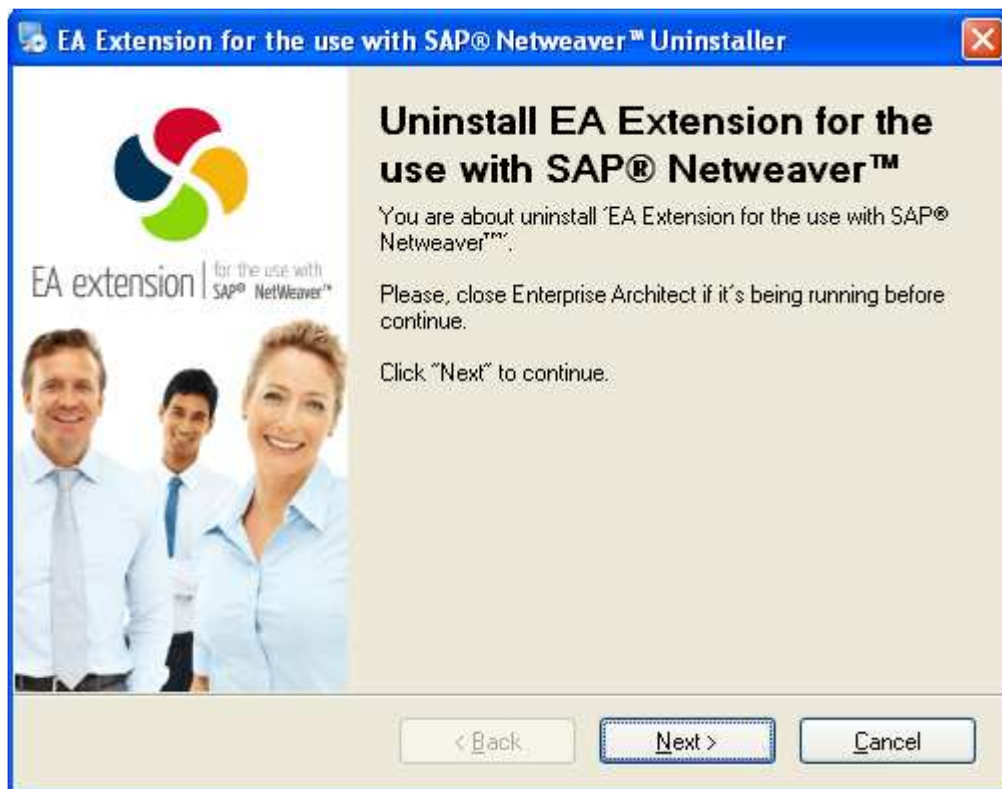 EA Extension for the use with SAP® Netweaver™ Uninstaller
Uninstall EA Extension for the
use with SAP® Netweaver™
You are about uninstall ´EA Extension for the use with SAP®
Netweaver™´.
Please, close Enterprise Architect if it´s being running before
continue.
Click ˝Next˝ to continue.
EA extension | for the use with
SAP® NetWeaver™
< Back
Next >
Cancel